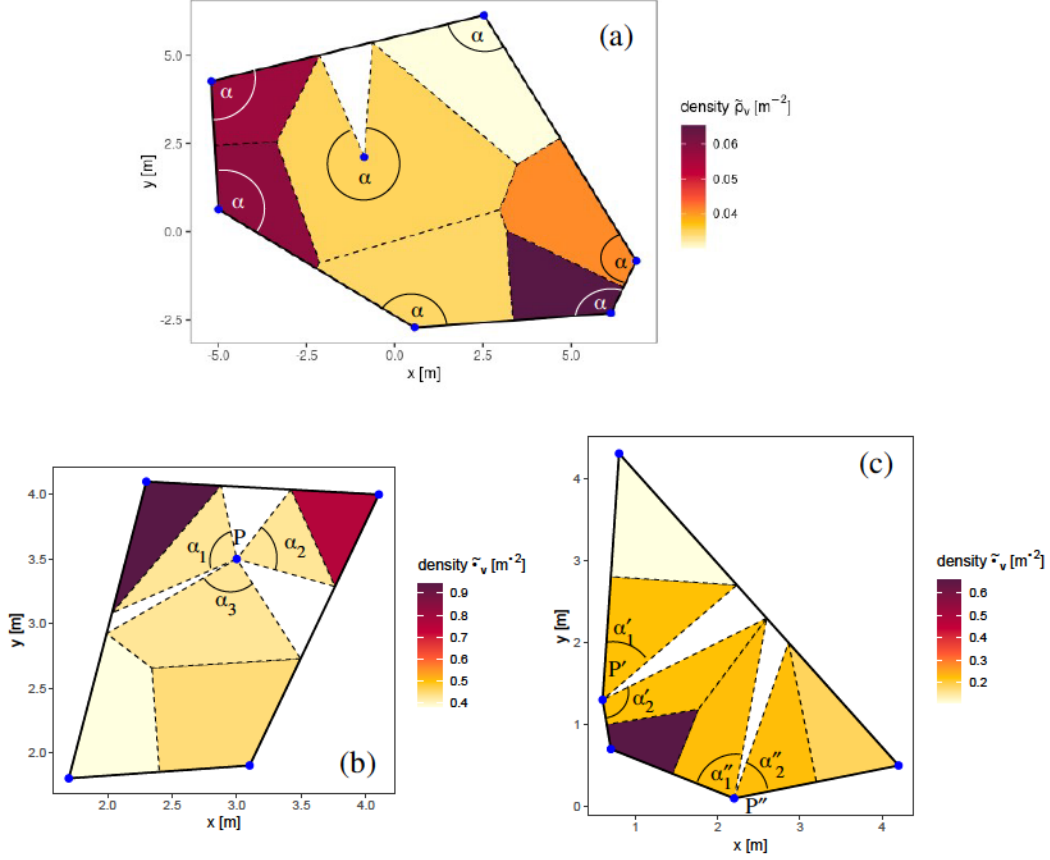 (a)
5.0
2.5
0.0
-2.5
y [m]
-5.0 -2.5 0.0 2.5 5.0
x [m]
α
α
α
α
α
α
α
density ρ̃ᵥ [m⁻²]
0.06
0.05
0.04
(b)
4.0
3.5
3.0
2.5
2.0
y [m]
2.0 2.5 3.0 3.5 4.0
x [m]
P
α₁
α₂
α₃
density •̃ᵥ [m•²]
0.9
0.8
0.7
0.6
0.5
0.4
(c)
4
3
2
1
0
y [m]
1 2 3 4
x [m]
α′₁
P′
α′₂
α″₁
α″₂
P″
density •̃ᵥ [m•²]
0.6
0.5
0.4
0.3
0.2